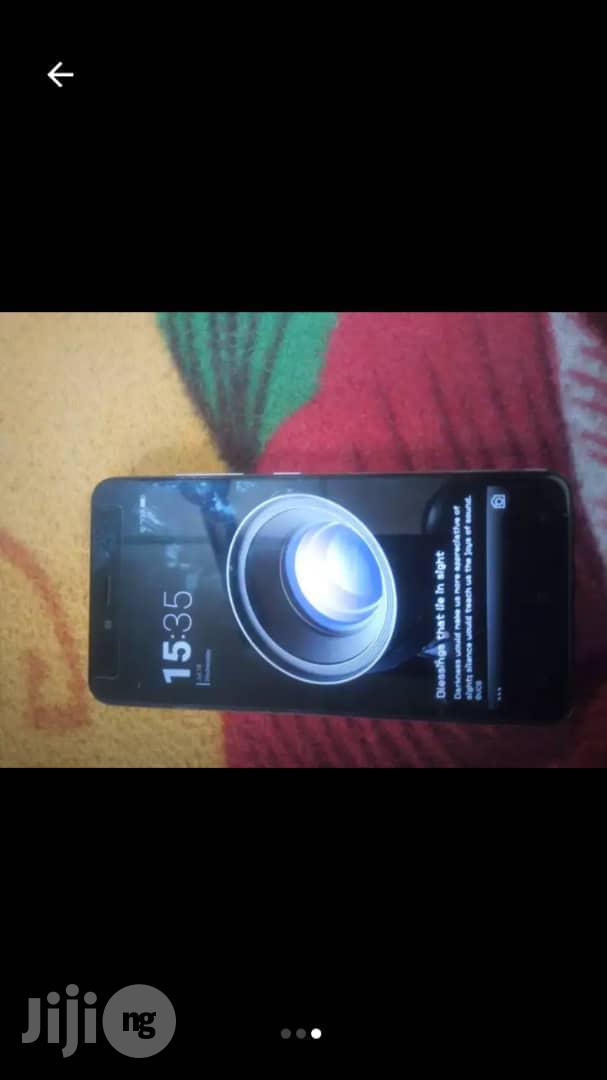 15:35
Blessings that lie in sight
Darkness would make us more appreciative of
sight; silence would teach us the joys of sound.
Jiji
ng